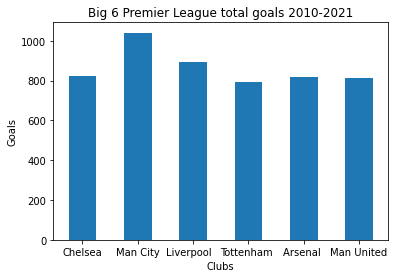 Big 6 Premier League total goals 2010-2021
Goals
1000
800
600
400
200
0
Chelsea Man City Liverpool Tottenham Arsenal Man United
Clubs